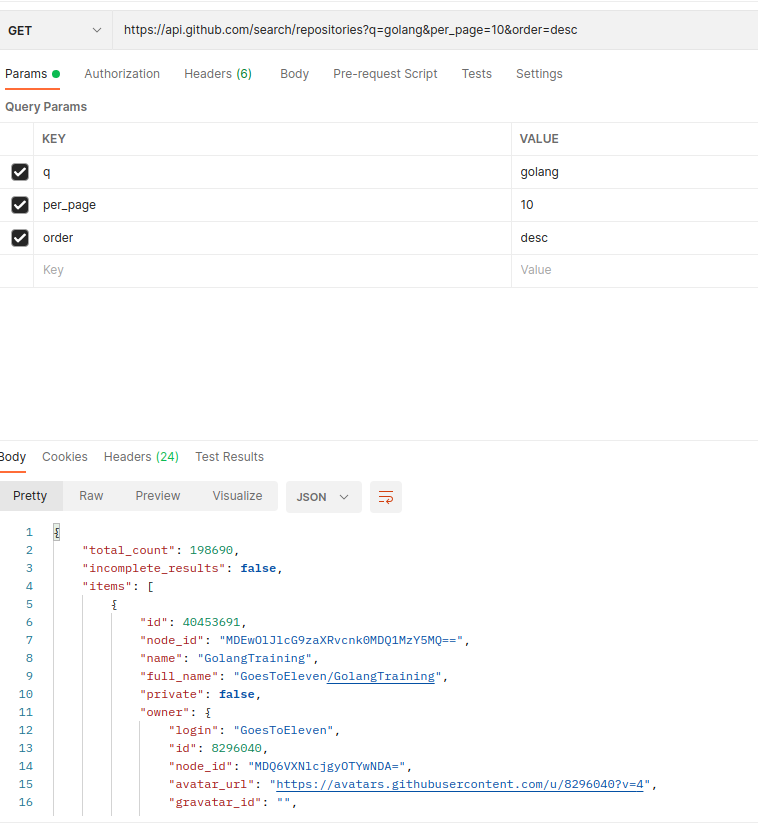 GET https://api.github.com/search/repositories?q=golang&per_page=10&order=desc
Params Authorization Headers (6) Body Pre-request Script Tests Settings
Query Params
KEY VALUE
q golang
per_page 10
order desc
Key Value
Body Cookies Headers (24) Test Results
Pretty Raw Preview Visualize JSON
1 {
2 "total_count": 198690,
3 "incomplete_results": false,
4 "items": [
5 {
6 "id": 40453691,
7 "node_id": "MDEwOlJlcG9zaXRvcnk0MDQ1MzY5MQ==",
8 "name": "GolangTraining",
9 "full_name": "GoesToEleven/GolangTraining",
10 "private": false,
11 "owner": {
12 "login": "GoesToEleven",
13 "id": 8296040,
14 "node_id": "MDQ6VXNlcjgyOTYwNDA=",
15 "avatar_url": "https://avatars.githubusercontent.com/u/8296040?v=4",
16 "gravatar_id": "",